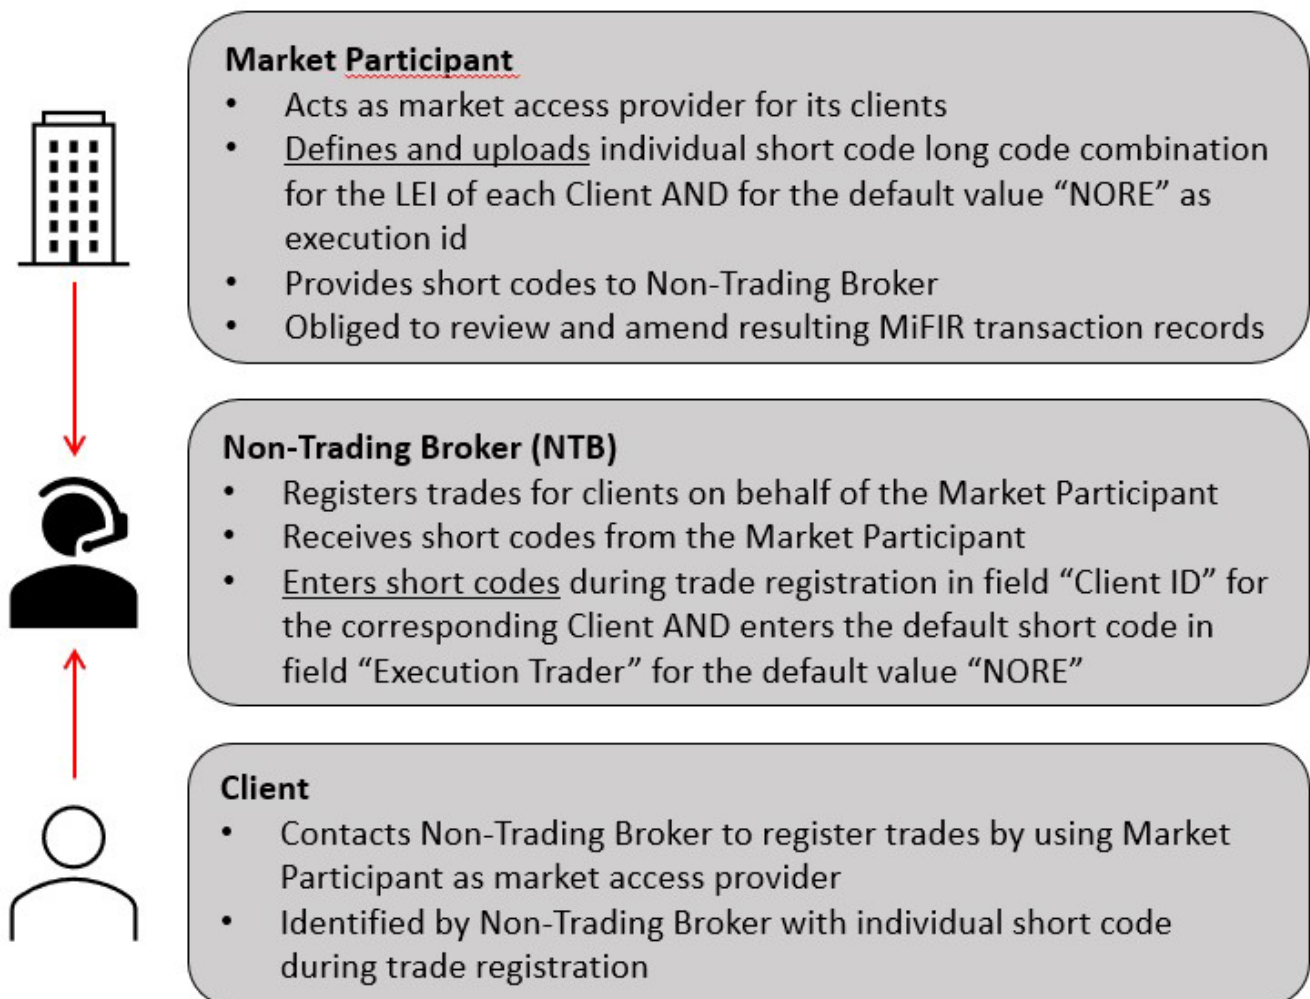 Market Participant
• Acts as market access provider for its clients
• Defines and uploads individual short code long code combination
for the LEI of each Client AND for the default value “NORE” as
execution id
• Provides short codes to Non-Trading Broker
• Obliged to review and amend resulting MiFIR transaction records
Non-Trading Broker (NTB)
• Registers trades for clients on behalf of the Market Participant
• Receives short codes from the Market Participant
• Enters short codes during trade registration in field “Client ID” for
the corresponding Client AND enters the default short code in
field “Execution Trader” for the default value “NORE”
Client
• Contacts Non-Trading Broker to register trades by using Market
Participant as market access provider
• Identified by Non-Trading Broker with individual short code
during trade registration